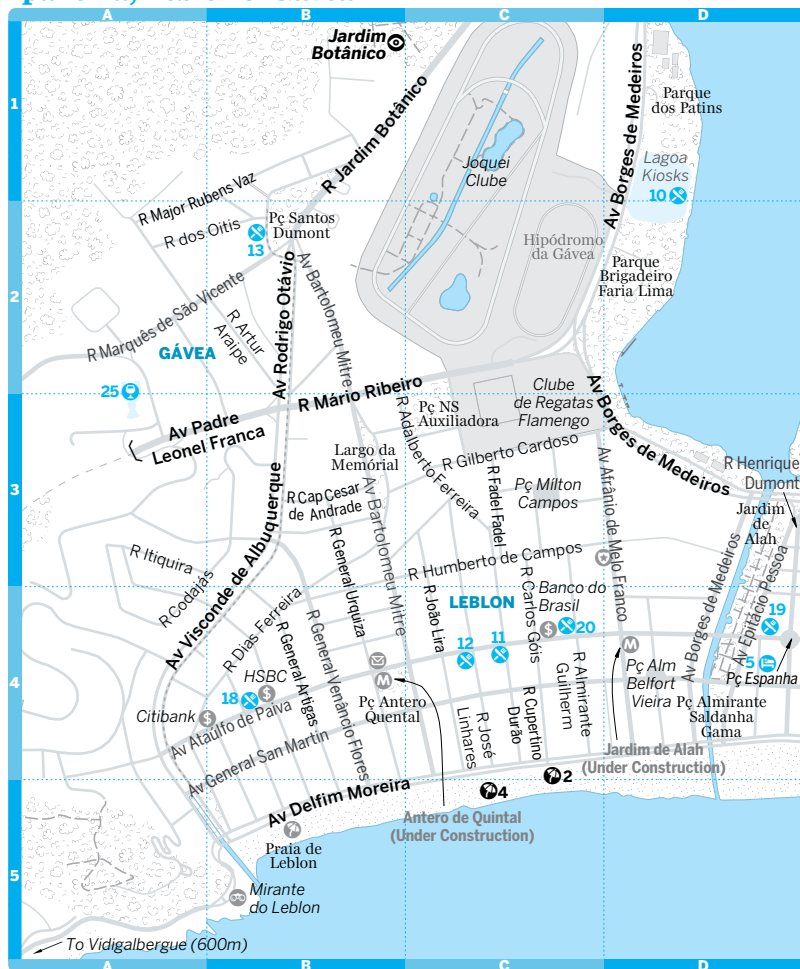 A
B
C
D
1
2
3
4
5
Jardim
Botânico
R Jardim Botânico
Joquei
Clube
Av Borges de Medeiros
Parque
dos Patins
Lagoa
Kiosks
10
R Major Rubens Vaz
R dos Oitis
13
Pç Santos
Dumont
Hipódromo
da Gávea
Parque
Brigadeiro
Faria Lima
Av Bartolomeu Mitre
Av Rodrigo Otávio
R Marquês de São Vicente
R Artur
Araipe
GÁVEA
25
R Mário Ribeiro
Av Padre
Leonel Franca
Clube
de Regatas
Flamengo
Av Borges de Medeiros
Pç NS
Auxiliadora
R Adalberto Ferreira
R Gilberto Cardoso
Largo da
Memórial
R Fadel Fadel
Pç Milton
Campos
Av Afrânio de Melo Franco
R Henrique
Dumont
Jardim
de
Alah
R Cap Cesar
de Andrade
Av Bartolomeu Mitre
Av Visconde de Albuquerque
R Itiquira
R Codajás
R General Urquiza
R Humberto de Campos
R João Lira
LEBLON
R Carlos Góis
Banco do
Brasil
20
Av Borges de Medeiros
Av Epitácio Pessoa
19
5
Pç Espanha
R Dias Ferreira
R General Artigas
R General Venâncio Flores
12
11
HSBC
18
Citibank
Av Ataúlfo de Paiva
Av General San Martin
Pç Antero
Quental
R José
Linhares
R Cupertino
Durão
R Almirante
Guilherm
Pç Alm
Belfort
Vieira
Pç Almirante
Saldanha
Gama
Jardim de Alah
(Under Construction)
Av Delfim Moreira
4
2
Antero de Quintal
(Under Construction)
Praia de
Leblon
Mirante
do Leblon
To Vidigalbergue (600m)
A
B
C
D